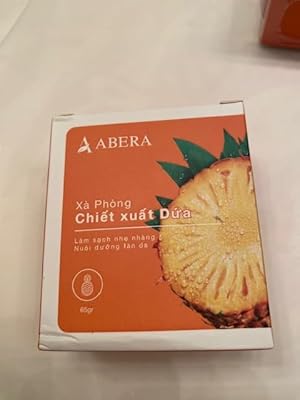 ABERA
Xà Phòng
Chiết xuất Dứa
Làm sạch nhẹ nhàng
Nuôi dưỡng làn da
65gr